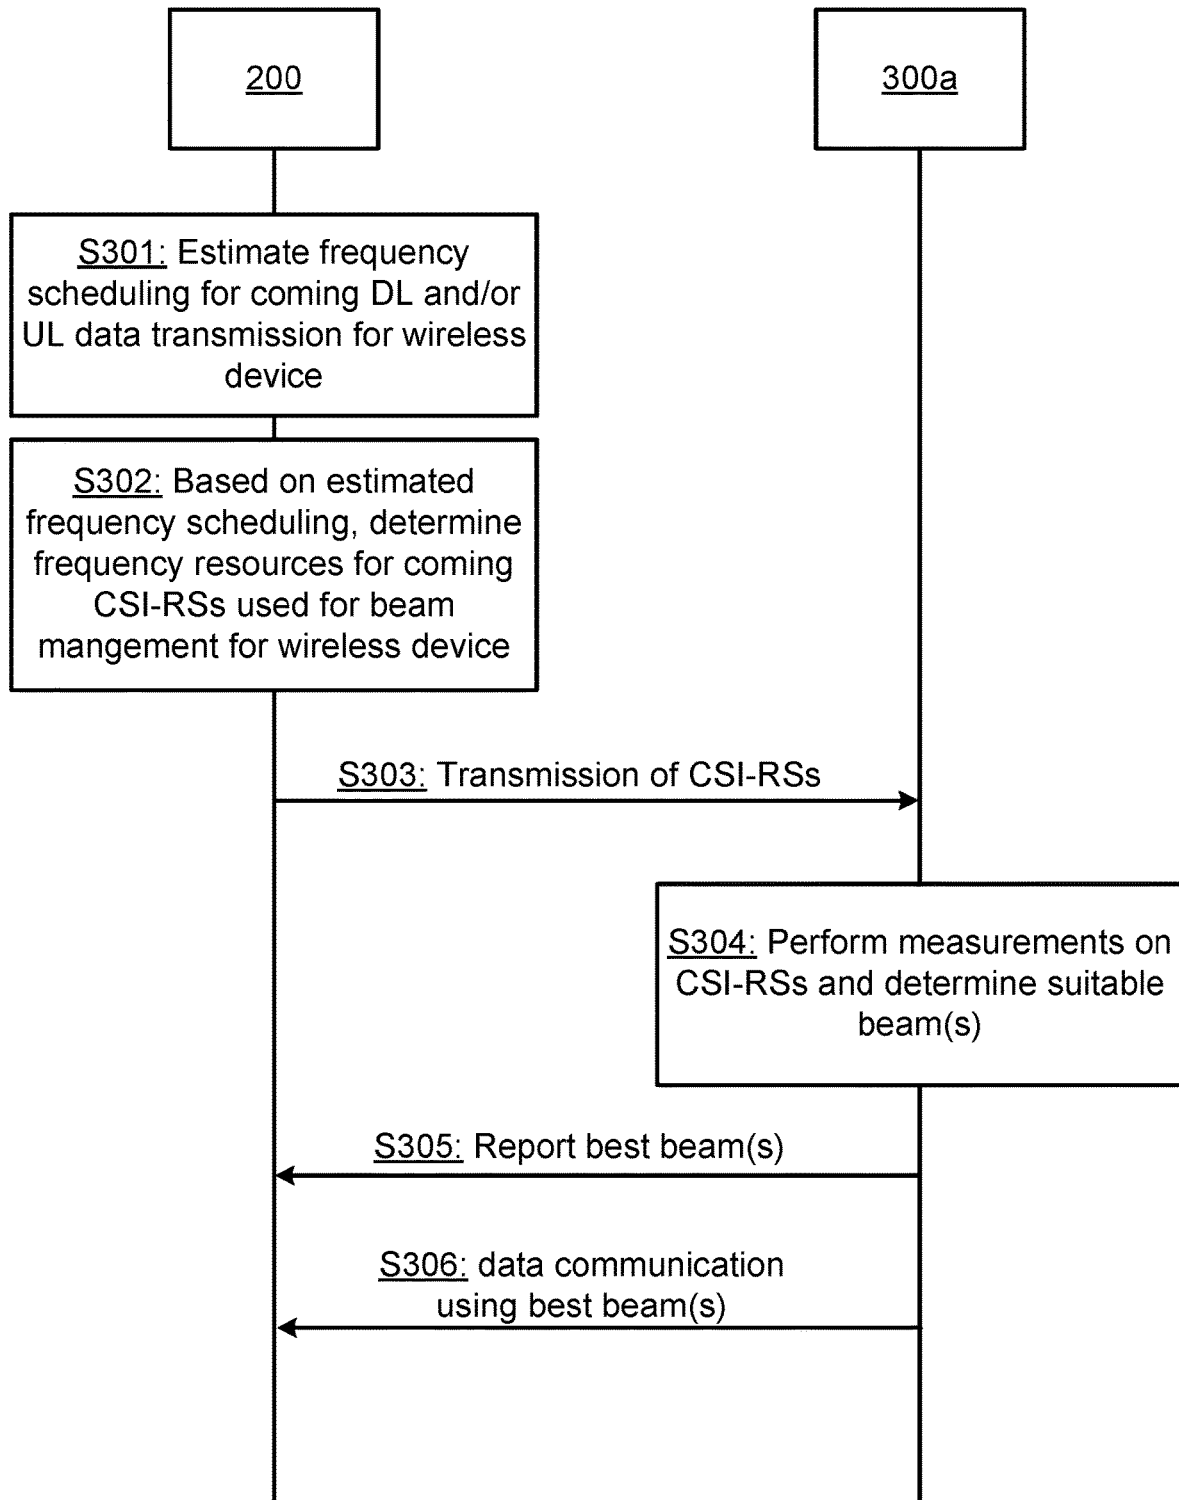 200
300a
S301: Estimate frequency
scheduling for coming DL and/or
UL data transmission for wireless
device
S302: Based on estimated
frequency scheduling, determine
frequency resources for coming
CSI-RSs used for beam
mangement for wireless device
S303: Transmission of CSI-RSs
S304: Perform measurements on
CSI-RSs and determine suitable
beam(s)
S305: Report best beam(s)
S306: data communication
using best beam(s)